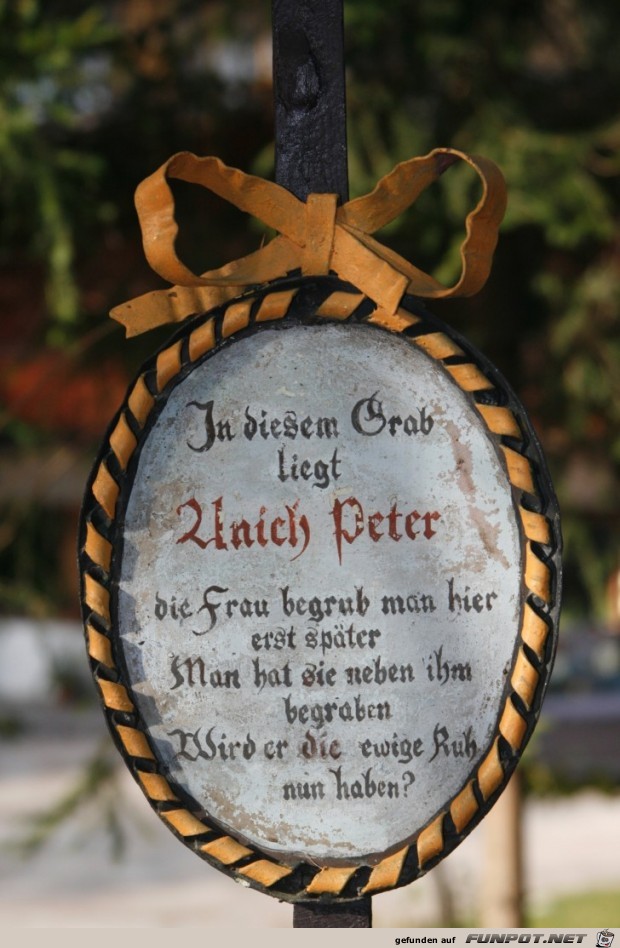 In diesem Grab
liegt
Anich Peter
die Frau begrub man hier
erst später
Man hat sie neben ihm
begraben
Wird er die ewige Ruh
nun haben?
gefunden auf FUNPOT.NET